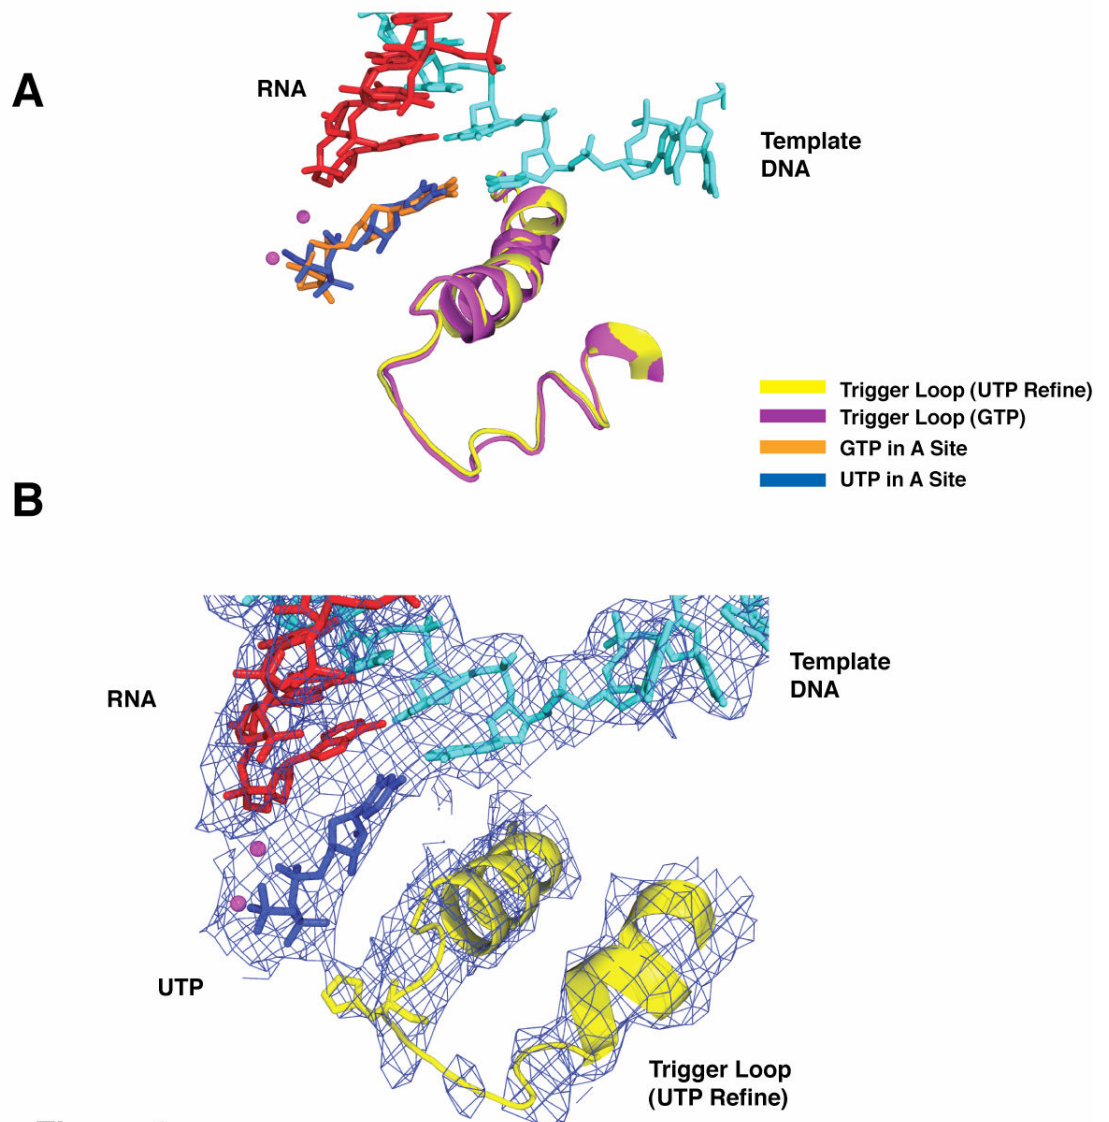 A
RNA
Template
DNA
Trigger Loop (UTP Refine)
Trigger Loop (GTP)
GTP in A Site
UTP in A Site
B
RNA
Template
DNA
UTP
Trigger Loop
(UTP Refine)